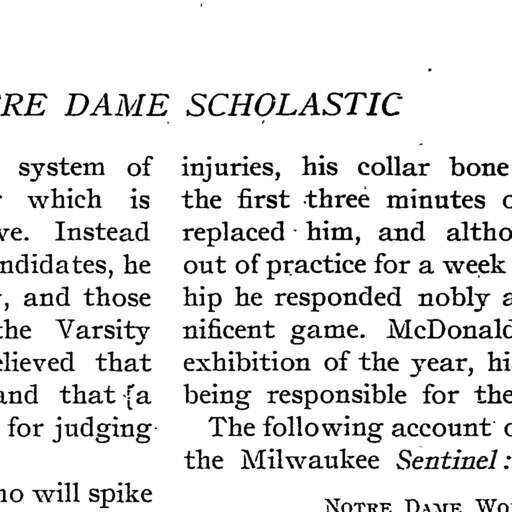 RE DAME SCHOLASTIC
system of
which is
ve. Instead
ndidates, he
, and those
the Varsity
elieved that
and that {a
for judging
ho will spike
injuries, his collar bone
the first three minutes o
replaced him, and altho
out of practice for a week
hip he responded nobly a
nificent game. McDonald
exhibition of the year, hi
being responsible for the
The following account o
the Milwaukee Sentinel:
NOTRE DAME WO